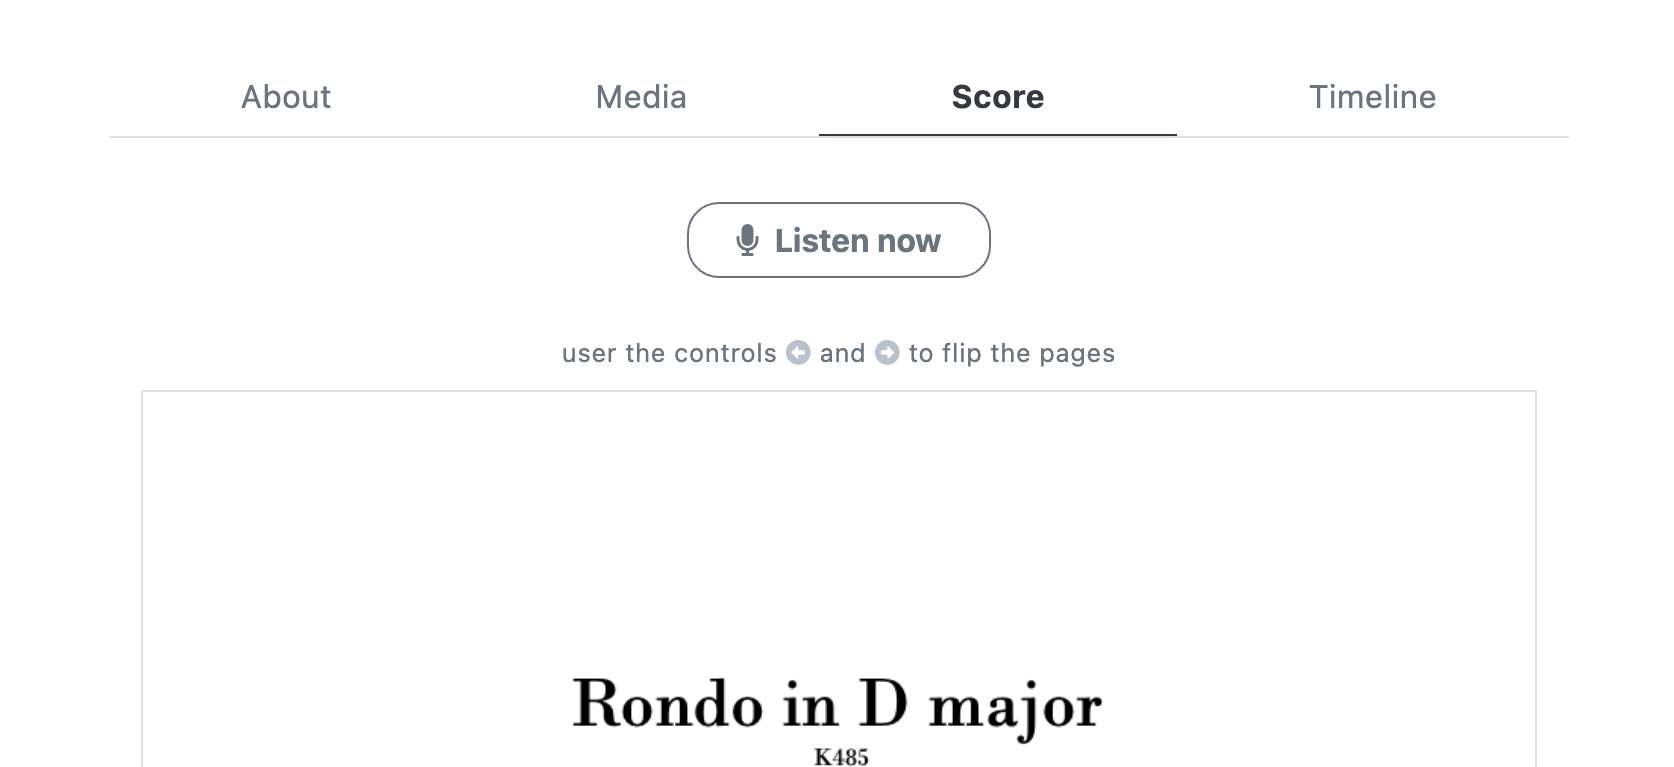 About Media Score Timeline
Listen now
user the controls and to flip the pages
Rondo in D major
K485